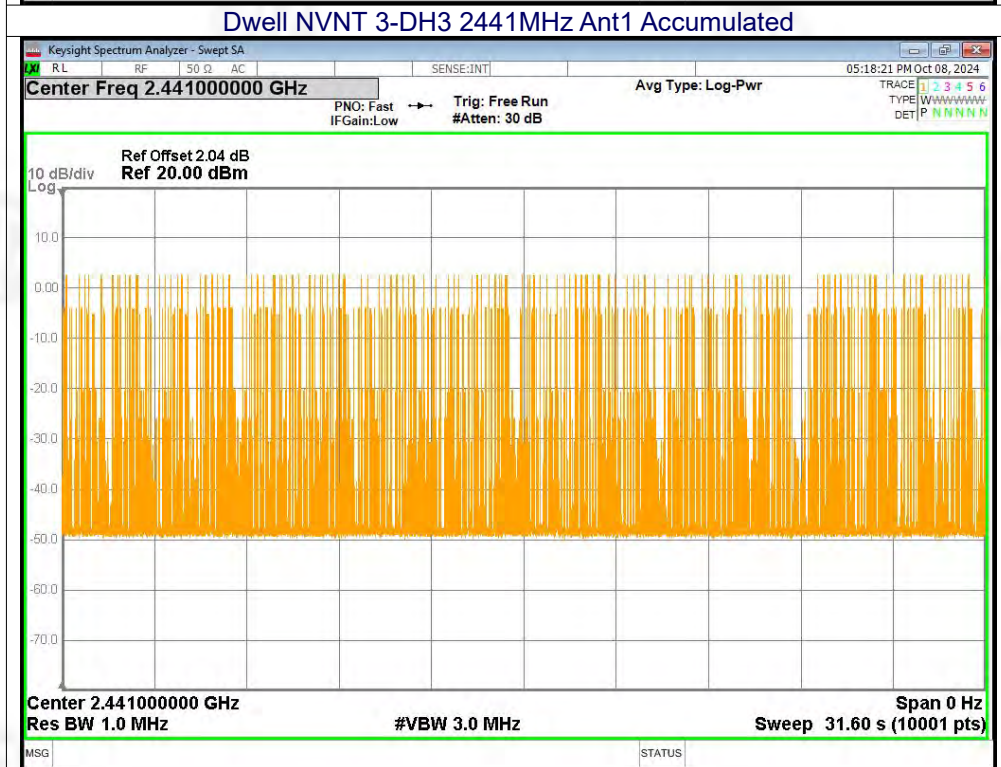 Dwell NVNT 3-DH3 2441MHz Ant1 Accumulated
Keysight Spectrum Analyzer - Swept SA
LXI RL RF 50 Ω AC SENSE:INT 05:18:21 PM Oct 08, 2024
Center Freq 2.441000000 GHz Avg Type: Log-Pwr TRACE 1 2 3 4 5 6
PNO: Fast Trig: Free Run TYPE WWWWWWW
IFGain:Low #Atten: 30 dB DET P N N N N N
Ref Offset 2.04 dB
10 dB/div Ref 20.00 dBm
Log
10.0
0.00
-10.0
-20.0
-30.0
-40.0
-50.0
-60.0
-70.0
Center 2.441000000 GHz Span 0 Hz
Res BW 1.0 MHz #VBW 3.0 MHz Sweep 31.60 s (10001 pts)
MSG STATUS